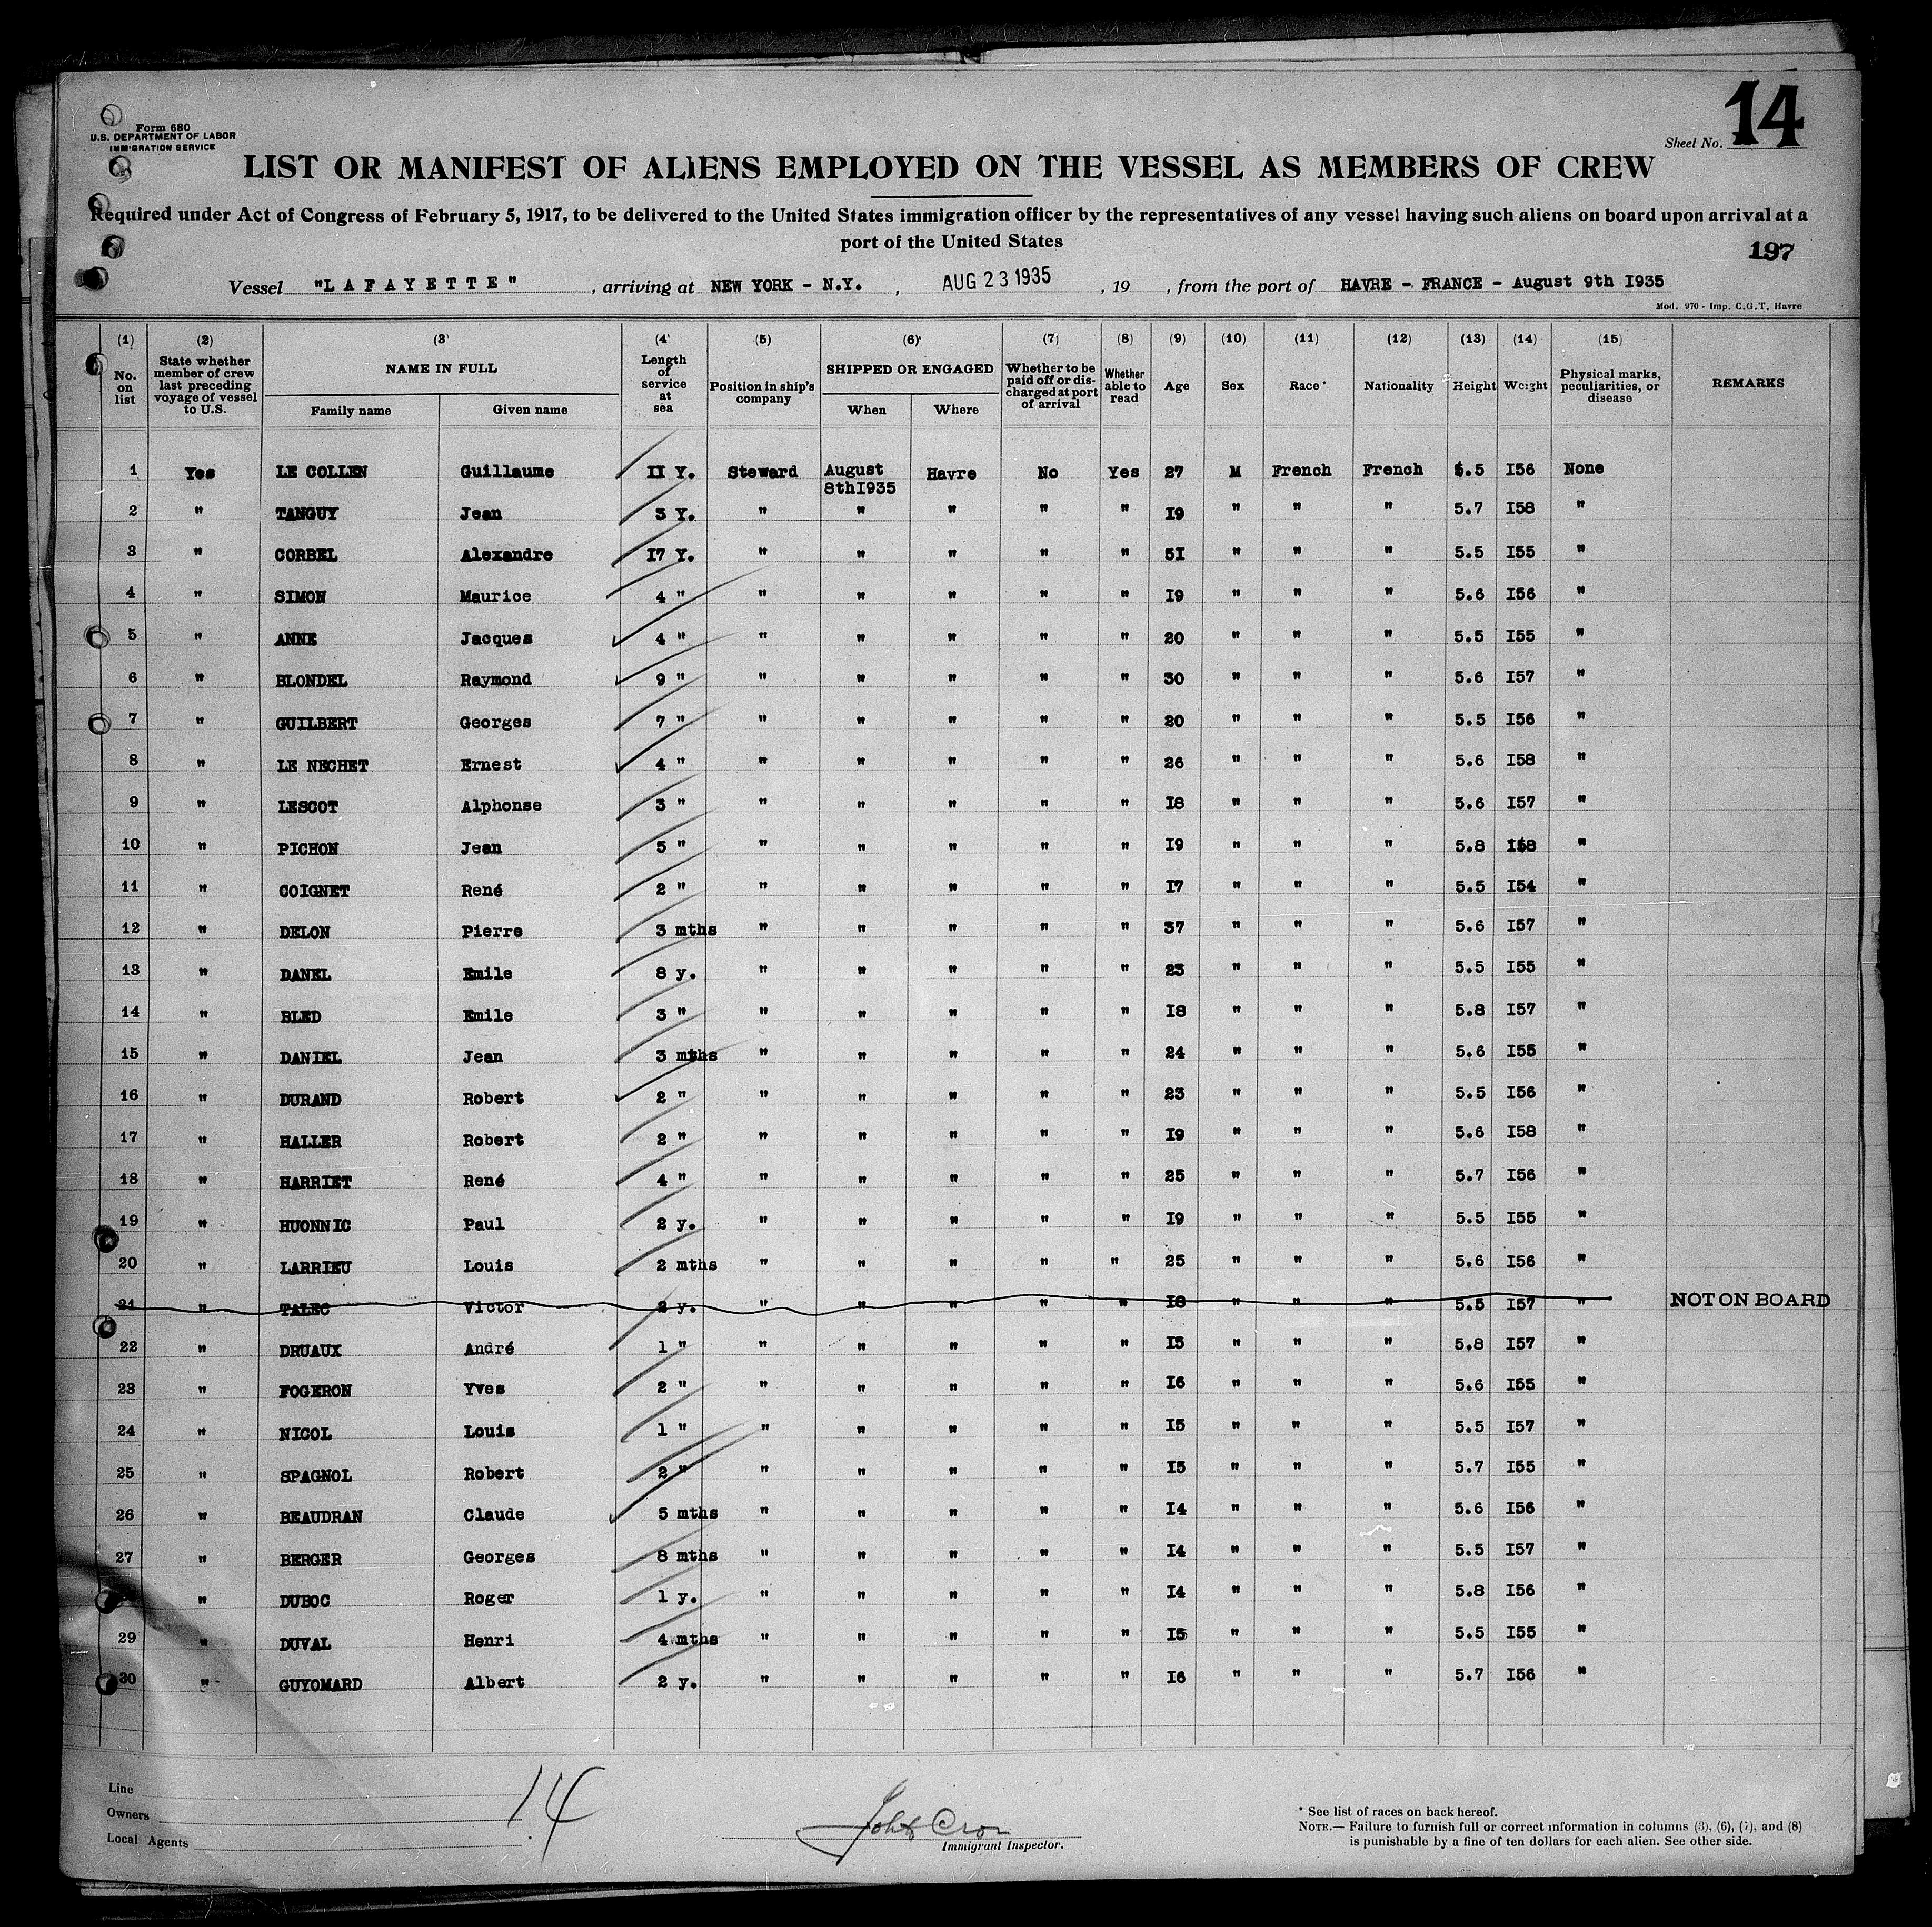 Form 680
U.S. DEPARTMENT OF LABOR
IMMIGRATION SERVICE
Sheet No. 14
LIST OR MANIFEST OF ALIENS EMPLOYED ON THE VESSEL AS MEMBERS OF CREW
Required under Act of Congress of February 5, 1917, to be delivered to the United States immigration officer by the representatives of any vessel having such aliens on board upon arrival at a
port of the United States
197
Vessel "LAFAYETTE" , arriving at NEW YORK - N.Y. , AUG 23 1935 , 19 , from the port of HAVRE - FRANCE - August 9th I935
Mod. 970 - Imp. C.G.T. Havre
(1) (2) (3) (4) (5) (6) (7) (8) (9) (10) (11) (12) (13) (14) (15)
No. on list State whether member of crew last preceding voyage of vessel to U.S. NAME IN FULL Family name Given name Length of service at sea Position in ship's company SHIPPED OR ENGAGED When Where Whether to be paid off or discharged at port of arrival Whether able to read Age Sex Race* Nationality Height Weight Physical marks, peculiarities, or disease REMARKS
1 Yes LE COLLEN Guillaume II Y. Steward August 8thI935 Havre No Yes 27 M French French 5.5 I56 None
2 " TANGUY Jean 3 Y. " " " " " I9 " " " 5.7 I58 "
3 " CORBEL Alexandre I7 Y. " " " " " 5I " " " 5.5 I55 "
4 " SIMON Maurice 4 " " " " " " I9 " " " 5.6 I56 "
5 " ANNE Jacques 4 " " " " " " 20 " " " 5.5 I55 "
6 " BLONDEL Raymond 9 " " " " " " 30 " " " 5.6 I57 "
7 " GUILBERT Georges 7 " " " " " " 20 " " " 5.5 I56 "
8 " LE NECHET Ernest 4 " " " " " " 26 " " " 5.6 I58 "
9 " LESCOT Alphonse 3 " " " " " " I8 " " " 5.6 I57 "
10 " PICHON Jean 5 " " " " " " I9 " " " 5.8 I58 "
11 " COIGNET René 2 " " " " " " I7 " " " 5.5 I54 "
12 " DELON Pierre 3 mths " " " " " 37 " " " 5.6 I57 "
13 " DANEL Emile 8 y. " " " " " 23 " " " 5.5 I55 "
14 " BLED Emile 3 " " " " " " I8 " " " 5.8 I57 "
15 " DANIEL Jean 3 mths " " " " " 24 " " " 5.6 I55 "
16 " DURAND Robert 2 " " " " " " 23 " " " 5.5 I56 "
17 " HALLER Robert 2 " " " " " " I9 " " " 5.6 I58 "
18 " HARRIET René 4 " " " " " " 25 " " " 5.7 I56 "
19 " HUONNIC Paul 2 y. " " " " " I9 " " " 5.5 I55 "
20 " LARRIEU Louis 2 mths " " " " " 25 " " " 5.6 I56 "
21 " TALEC Victor 2 y. " " " " " I8 " " " 5.5 I57 " NOT ON BOARD
22 " DRUAUX André 1 " " " " " " I5 " " " 5.8 I57 "
23 " FOGERON Yves 2 " " " " " " I6 " " " 5.6 I55 "
24 " NICOL Louis 1 " " " " " " I5 " " " 5.5 I57 "
25 " SPAGNOL Robert 2 " " " " " " I5 " " " 5.7 I55 "
26 " BEAUDRAN Claude 5 mths " " " " " I4 " " " 5.6 I56 "
27 " BERGER Georges 8 mths " " " " " I4 " " " 5.5 I57 "
" DUBOC Roger 1 y. " " " " " I4 " " " 5.8 I56 "
29 " DUVAL Henri 4 mths " " " " " I5 " " " 5.5 I55 "
30 " GUYOMARD Albert 2 y. " " " " " I6 " " " 5.7 I56 "
Line
Owners
Local Agents
14
John
Immigrant Inspector.
* See list of races on back hereof.
NOTE.— Failure to furnish full or correct information in columns (3), (6), (7), and (8)
is punishable by a fine of ten dollars for each alien. See other side.